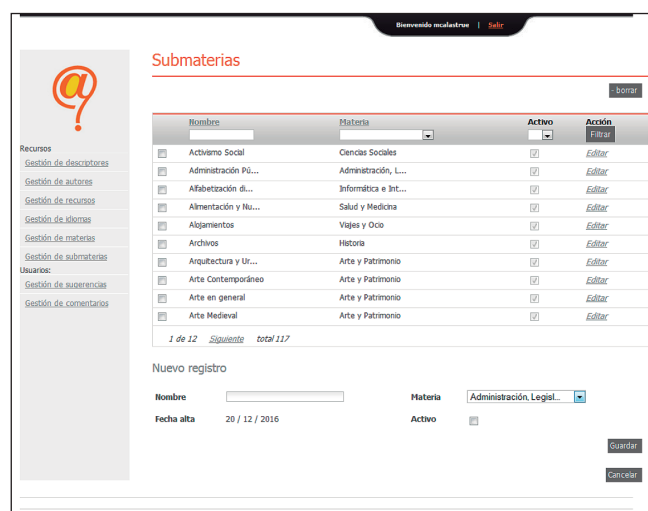 Bienvenido mcalastrue | Salir
Submaterias
- borrar
Nombre Materia Activo Acción
Filtrar
Recursos
Gestión de descriptores
Gestión de autores
Gestión de recursos
Gestión de idiomas
Gestión de materias
Gestión de submaterias
Usuarios:
Gestión de sugerencias
Gestión de comentarios
Activismo Social Ciencias Sociales Editar
Administración Pú... Administración, L... Editar
Alfabetización di... Informática e Int... Editar
Alimentación y Nu... Salud y Medicina Editar
Alojamientos Viajes y Ocio Editar
Archivos Historia Editar
Arquitectura y Ur... Arte y Patrimonio Editar
Arte Contemporáneo Arte y Patrimonio Editar
Arte en general Arte y Patrimonio Editar
Arte Medieval Arte y Patrimonio Editar
1 de 12 Siguiente total 117
Nuevo registro
Nombre Materia Administración, Legisl...
Fecha alta 20 / 12 / 2016 Activo
Guardar
Cancelar